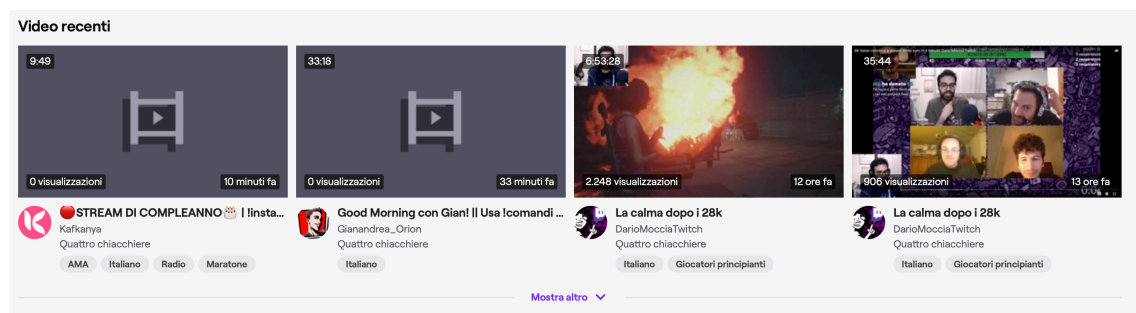 Video recenti
9:49
0 visualizzazioni
10 minuti fa
🔴STREAM DI COMPLEANNO🎂 | !insta...
Kafkanya
Quattro chiacchiere
AMA Italiano Radio Maratone
33:18
0 visualizzazioni
33 minuti fa
Good Morning con Gian! || Usa !comandi ...
Gianandrea_Orion
Quattro chiacchiere
Italiano
6:53:28
2.248 visualizzazioni
12 ore fa
La calma dopo i 28k
DarioMocciaTwitch
Quattro chiacchiere
Italiano Giocatori principianti
35:44
906 visualizzazioni
13 ore fa
La calma dopo i 28k
DarioMocciaTwitch
Quattro chiacchiere
Italiano Giocatori principianti
Mostra altro